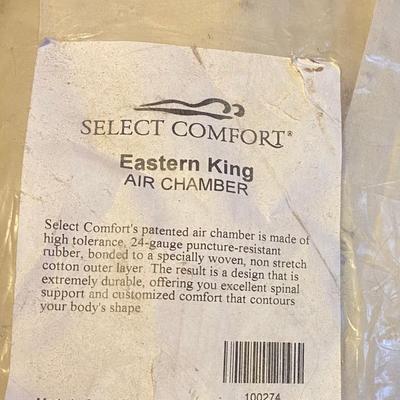 SELECT COMFORT®
Eastern King
AIR CHAMBER
Select Comfort's patented air chamber is made of
high tolerance, 24-gauge puncture-resistant
rubber, bonded to a specially woven, non stretch
cotton outer layer. The result is a design that is
extremely durable, offering you excellent spinal
support and customized comfort that contours
your body's shape
100274